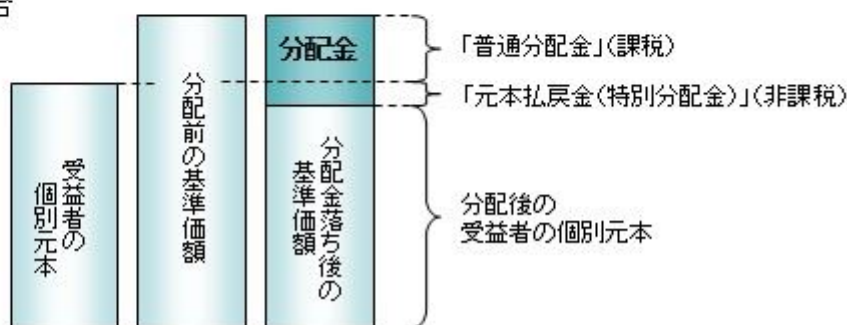 分配金
「普通分配金」(課税)
「元本払戻金(特別分配金)」(非課税)
受益者の
個別元本
分配前の基準価額
分配金落ち後の
基準価額
分配後の
受益者の個別元本